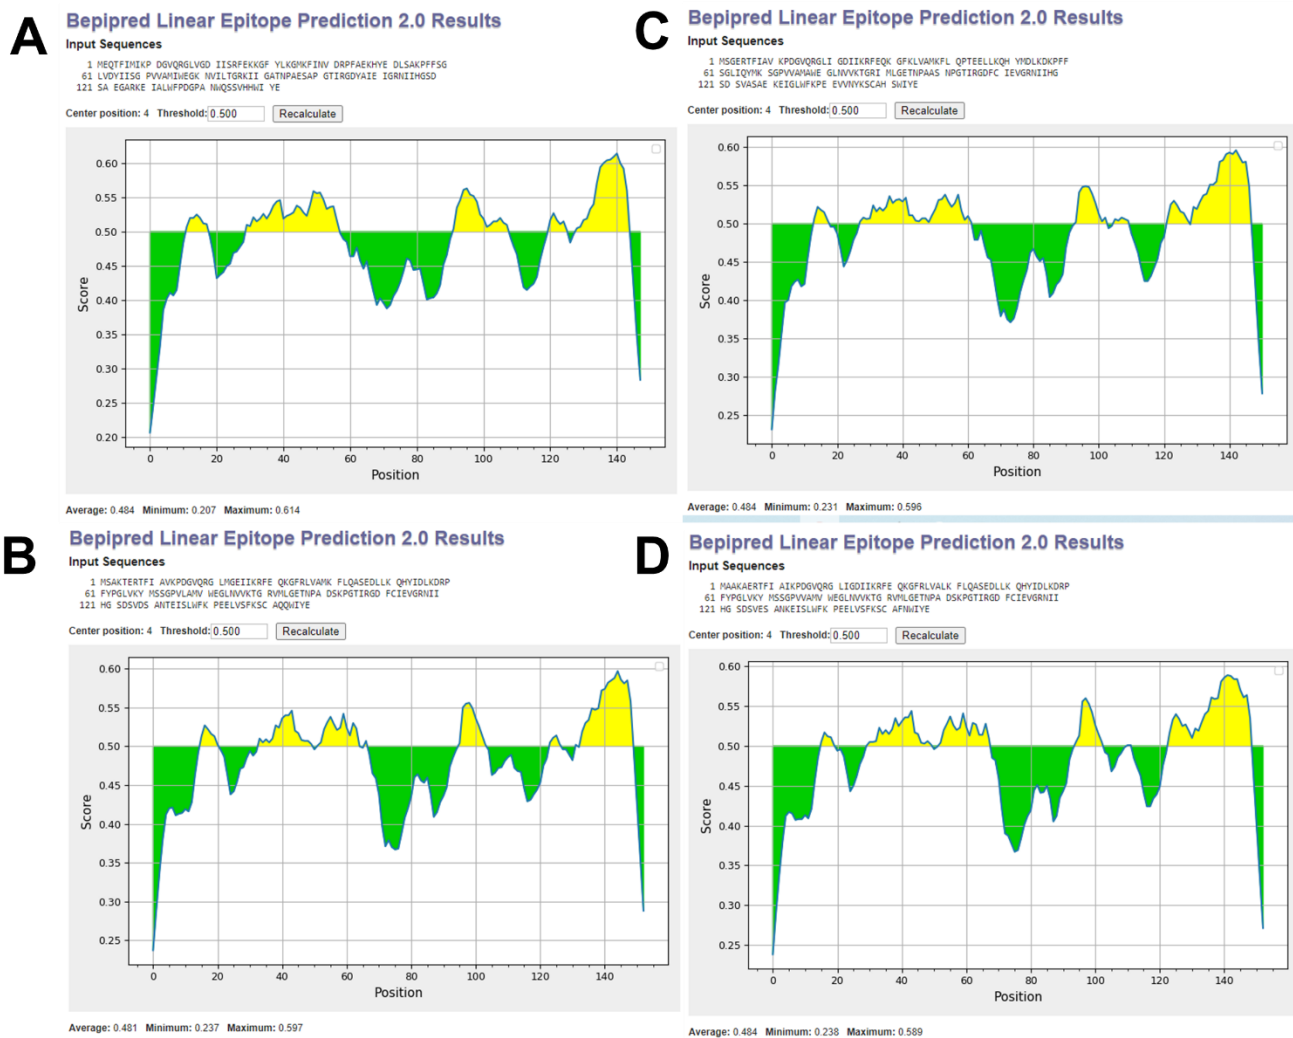 A
Bepipred Linear Epitope Prediction 2.0 Results
Input Sequences
1 MEQTFIMIKP DGVQRGLVGD IISRFEKKGF YLKGMKFINV DRPFAEKHYE DLSAKPFFSG
61 LVDYIISG PVVAMIWEGK NVILTGRKII GATNPAESAP GTIRGDYAIE IGRNIIHGSD
121 SA EGARKE IALWFPDGPA NWQSSVHHWI YE
Center position: 4 Threshold: 0.500 Recalculate
0.60
0.55
0.50
0.45
0.40
0.35
0.30
0.25
0.20
Score
0 20 40 60 80 100 120 140
Position
Average: 0.484 Minimum: 0.207 Maximum: 0.614
B
Bepipred Linear Epitope Prediction 2.0 Results
Input Sequences
1 MSAKTERTFI AVKPDGVQRG LMGEIIKRFE QKGFRLVAMK FLQASEDLLK QHYIDLKDRP
61 FYPGLVKY MSSGPVLAMV WEGLNVVKTG RVMLGETNPA DSKPGTIRGD FCIEVGRNII
121 HG SDSVDS ANTEISLWFK PEELVSFKSC AQQWIYE
Center position: 4 Threshold: 0.500 Recalculate
0.60
0.55
0.50
0.45
0.40
0.35
0.30
0.25
Score
0 20 40 60 80 100 120 140
Position
Average: 0.481 Minimum: 0.237 Maximum: 0.597
C
Bepipred Linear Epitope Prediction 2.0 Results
Input Sequences
1 MSGERTFIAV KPDGVQRGLI GDIIKRFEQK GFKLVAMKFL QPTEELLKQH YMDLKDKPFF
61 SGLIQYMK SGPVVAMAWE GLNVVKTGRI MLGETNPAAS NPGTIRGDFC IEVGRNIIHG
121 SD SVASAE KEIGLWFKPE EVVNYKSCAH SWIYE
Center position: 4 Threshold: 0.500 Recalculate
0.60
0.55
0.50
0.45
0.40
0.35
0.30
0.25
Score
0 20 40 60 80 100 120 140
Position
Average: 0.484 Minimum: 0.231 Maximum: 0.596
D
Bepipred Linear Epitope Prediction 2.0 Results
Input Sequences
1 MAAKAERTFI AIKPDGVQRG LIGDIIKRFE QKGFRLVALK FLQASEDLLK QHYIDLKDRP
61 FYPGLVKY MSSGPVVAMV WEGLNVVKTG RVMLGETNPA DSKPGTIRGD FCIEVGRNII
121 HG SDSVES ANKEISLWFK PEELVSFKSC AFNWIYE
Center position: 4 Threshold: 0.500 Recalculate
0.60
0.55
0.50
0.45
0.40
0.35
0.30
0.25
Score
0 20 40 60 80 100 120 140
Position
Average: 0.484 Minimum: 0.238 Maximum: 0.589